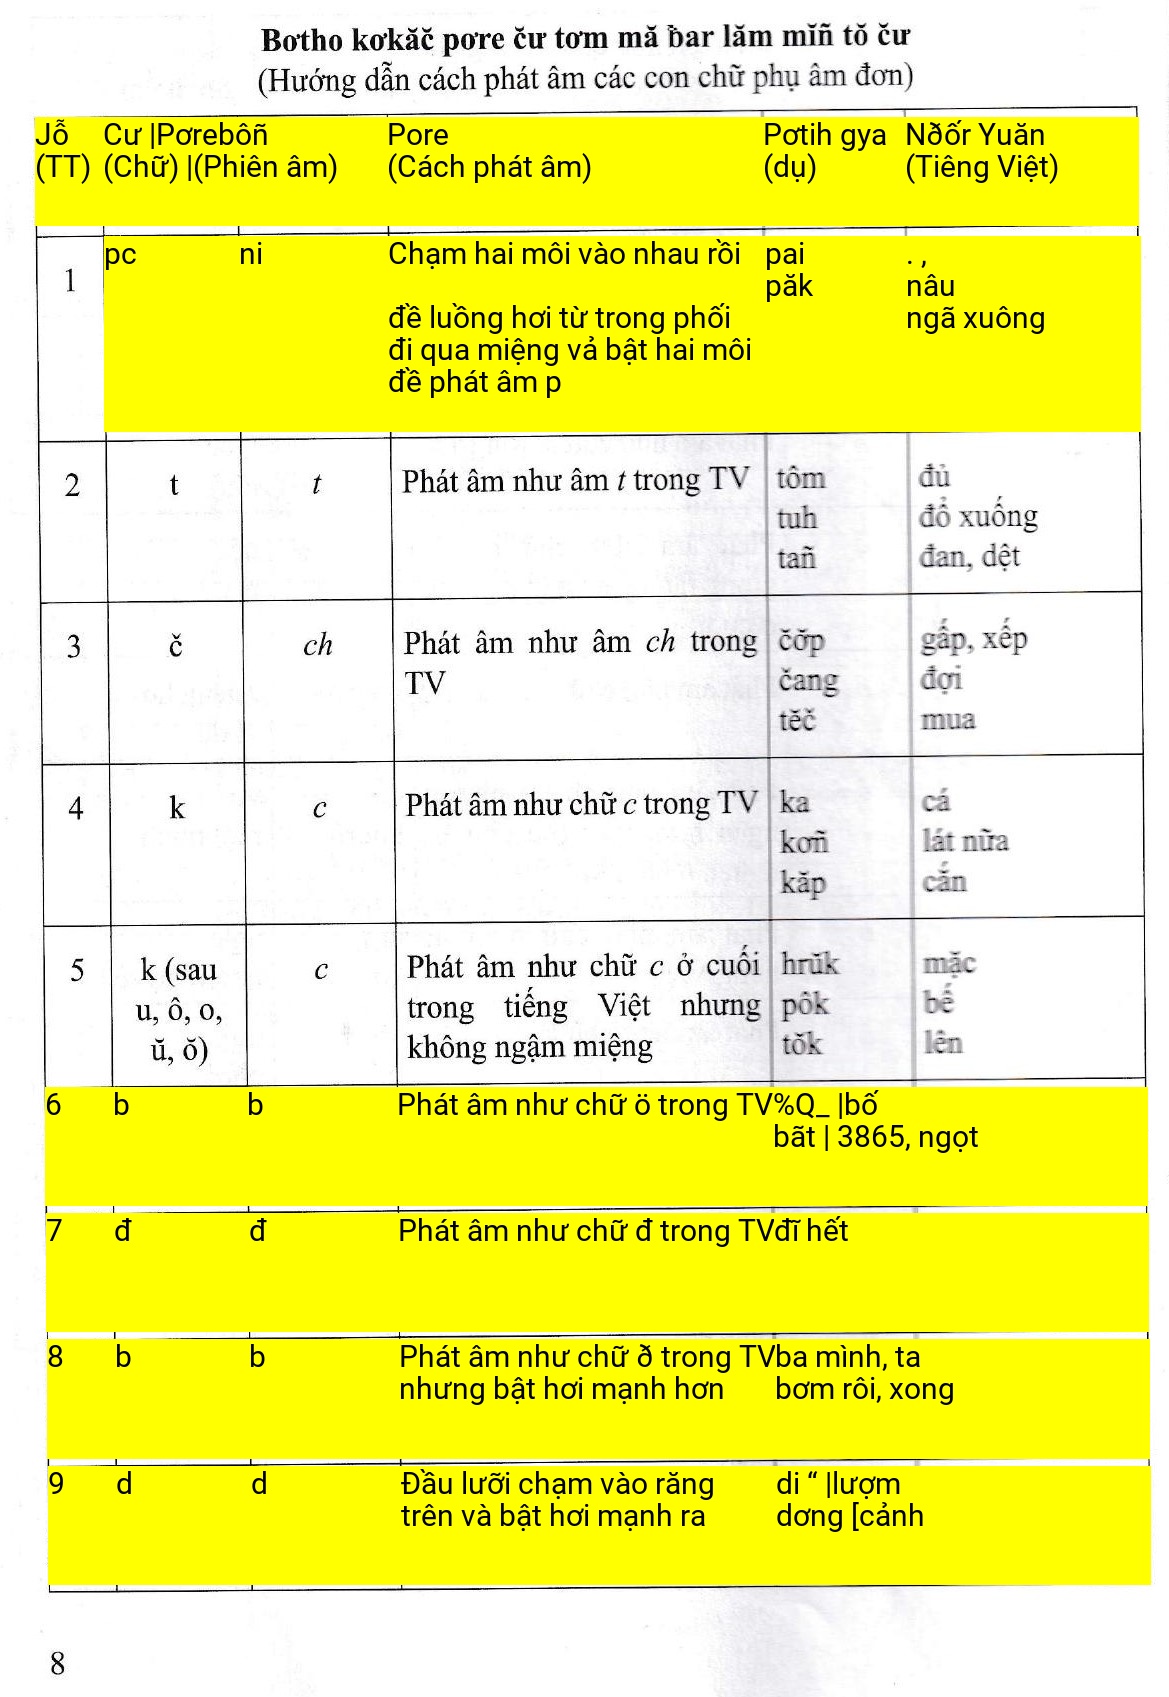 Bơtho kơkăč pơre čư tơm mă ƀar lăm mĭñ tŏ čư
(Hướng dẫn cách phát âm các con chữ phụ âm đơn)
Jỗ Cư |Pơrebôñ Pore Pơtih gya Nðốr Yuăn
(TT) (Chữ) |(Phiên âm) (Cách phát âm) (dụ) (Tiêng Việt)
1 pc ni Chạm hai môi vào nhau rồi pai . ,
păk nâu
đề luồng hơi từ trong phối ngã xuông
đi qua miệng vả bật hai môi
đề phát âm p
2 t t Phát âm như âm t trong TV tôm đủ
tuh đổ xuống
tañ đan, dệt
3 č ch Phát âm như âm ch trong čơ̆p gấp, xếp
TV čang đợi
tĕč mua
4 k c Phát âm như chữ c trong TV ka cá
kơñ lát nữa
kăp cắn
5 k (sau c Phát âm như chữ c ở cuối hrŭk mặc
u, ô, o, trong tiếng Việt nhưng pôk bế
ŭ, ŏ) không ngậm miệng tŏk lên
6 b b Phát âm như chữ ö trong TV%Q_ |bố
bãt | 3865, ngọt
7 đ đ Phát âm như chữ đ trong TVđĩ hết
8 b b Phát âm như chữ ð trong TVba mình, ta
nhưng bật hơi mạnh hơn bơm rôi, xong
9 d d Đầu lưỡi chạm vào răng di “ |lượm
trên và bật hơi mạnh ra dơng [cảnh
8